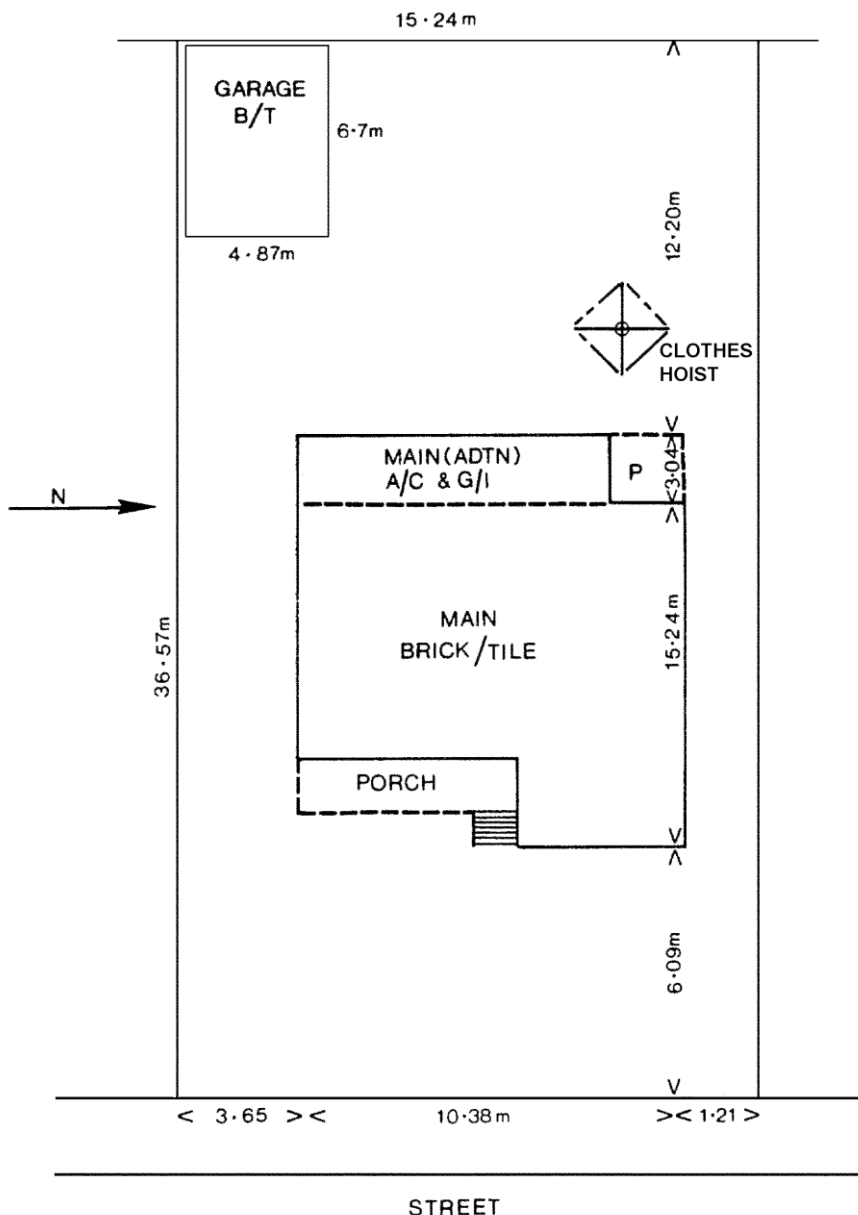 15·24m
GARAGE
B/T
6·7m
4·87m
12·20m
CLOTHES
HOIST
MAIN(ADTN)
A/C & G/I
P
3·04
N
MAIN
BRICK/TILE
15·24m
36·57m
PORCH
6·09m
< 3·65 >< 10·38m >< 1·21 >
STREET